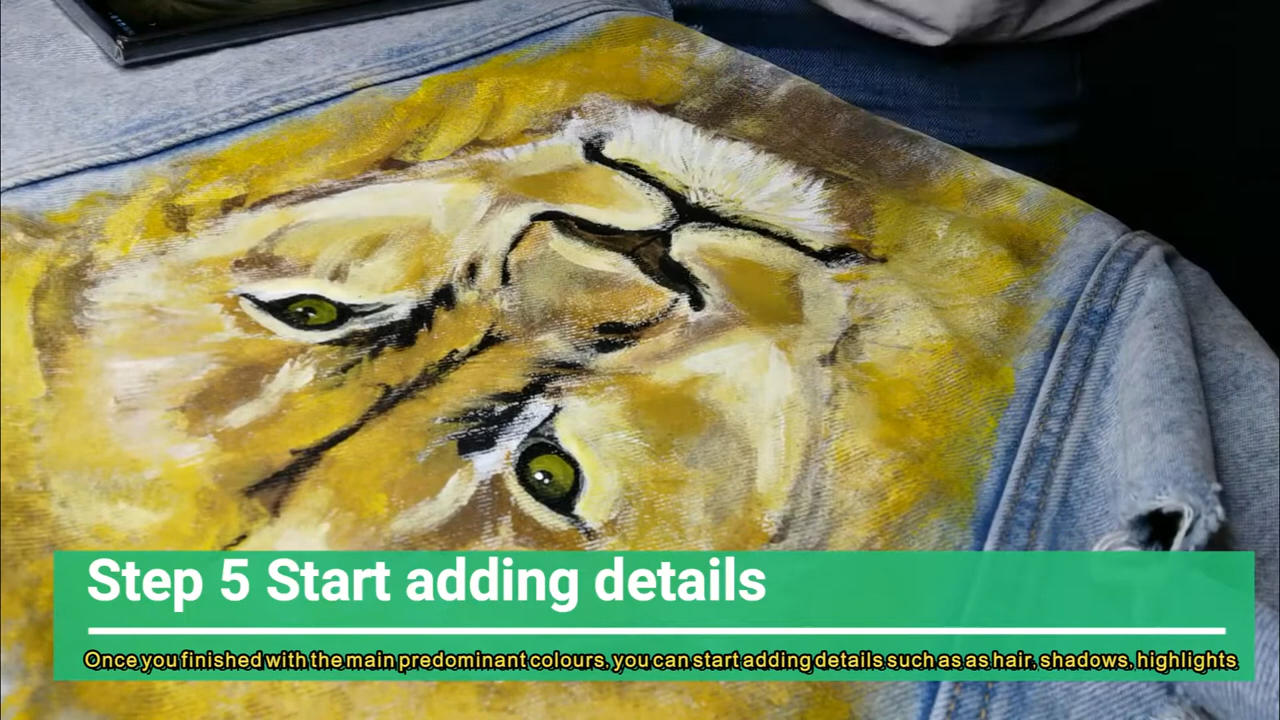 Step 5 Start adding details
Once you finished with the main predominant colours, you can start adding details such as as hair, shadows, highlights